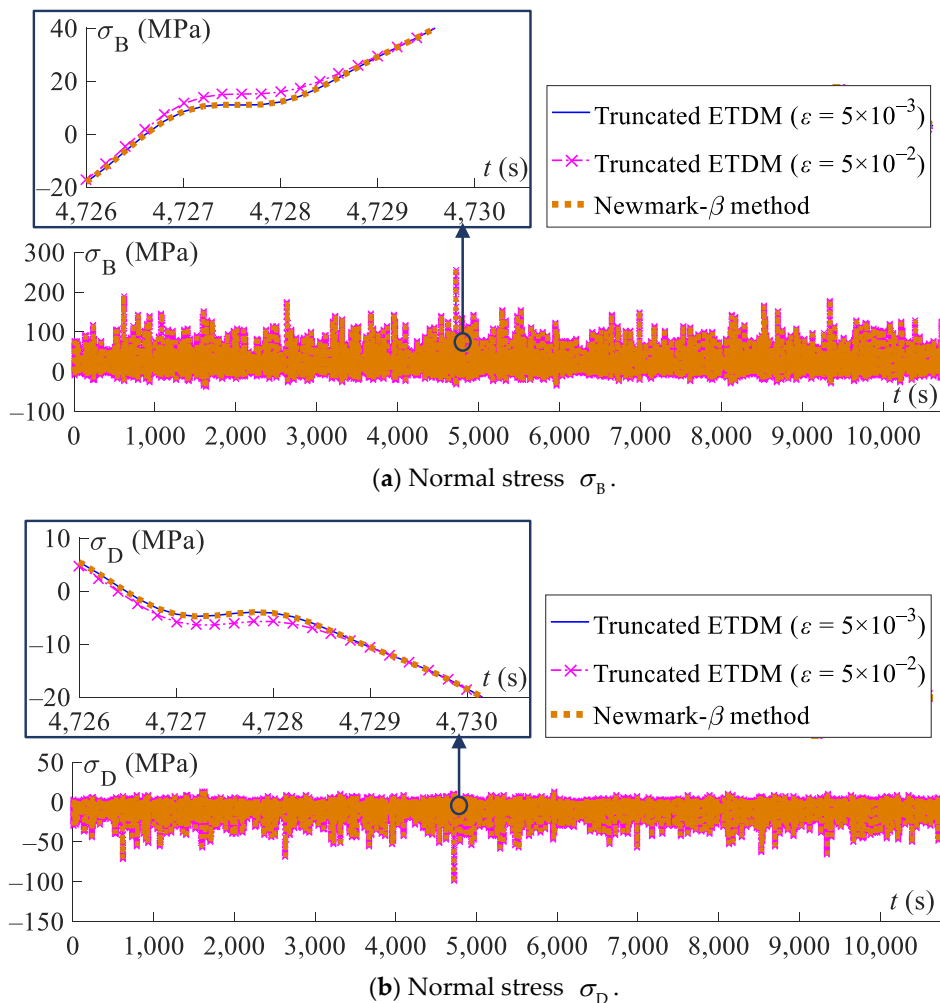 σB (MPa)
40
20
0
−20
t (s)
4,726 4,727 4,728 4,729 4,730
Truncated ETDM (ε = 5×10−3)
Truncated ETDM (ε = 5×10−2)
Newmark-β method
σB (MPa)
300
200
100
0
−100
t (s)
0 1,000 2,000 3,000 4,000 5,000 6,000 7,000 8,000 9,000 10,000
(a) Normal stress σB.
σD (MPa)
10
0
−10
−20
t (s)
4,726 4,727 4,728 4,729 4,730
Truncated ETDM (ε = 5×10−3)
Truncated ETDM (ε = 5×10−2)
Newmark-β method
σD (MPa)
50
0
−50
−100
−150
t (s)
0 1,000 2,000 3,000 4,000 5,000 6,000 7,000 8,000 9,000 10,000
(b) Normal stress σD.